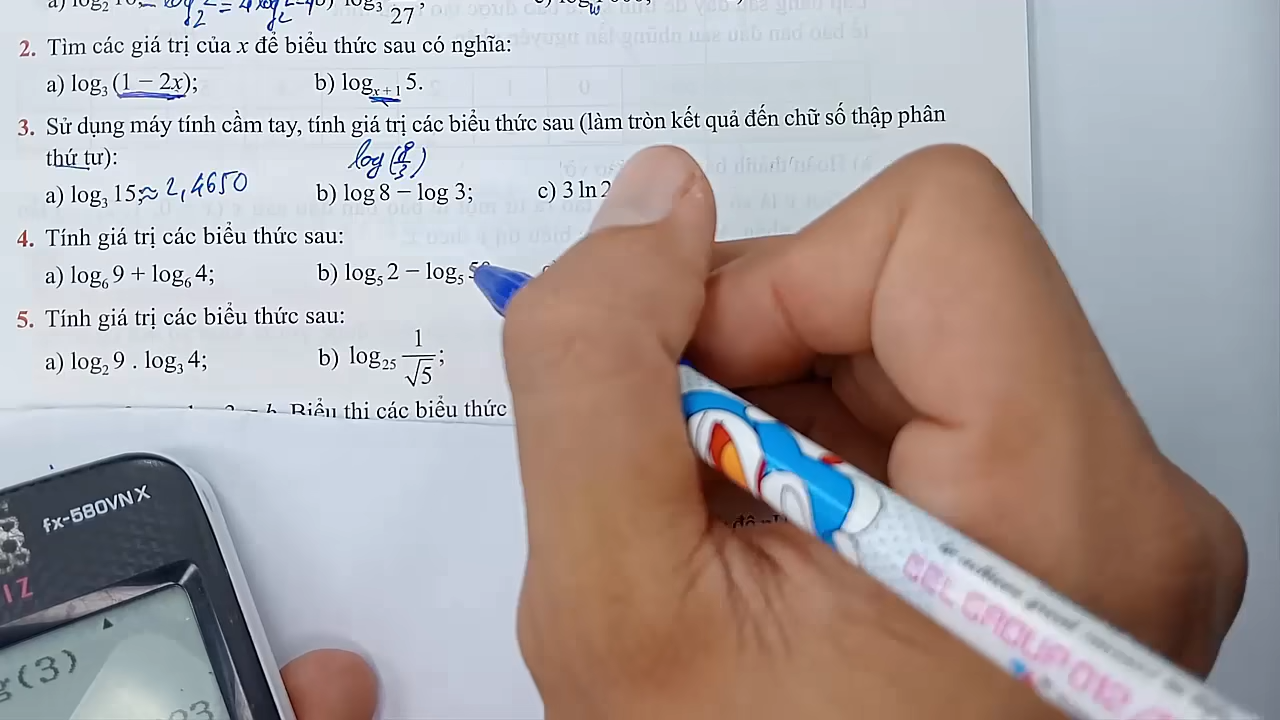 27
2. Tìm các giá trị của x để biểu thức sau có nghĩa:
a) log₃(1 − 2x); b) logₓ₊₁ 5.
3. Sử dụng máy tính cầm tay, tính giá trị các biểu thức sau (làm tròn kết quả đến chữ số thập phân
thứ tư):
log(8/3)
a) log₃ 15; ≈ 2,4650 b) log 8 − log 3; c) 3 ln 2
4. Tính giá trị các biểu thức sau:
a) log₆ 9 + log₆ 4; b) log₅ 2 − log₅
5. Tính giá trị các biểu thức sau:
a) log₂ 9 . log₃ 4; b) log₂₅ 1/√5;
Biểu thị các biểu thức
fx-580VN X
(3)
GEL GROUP